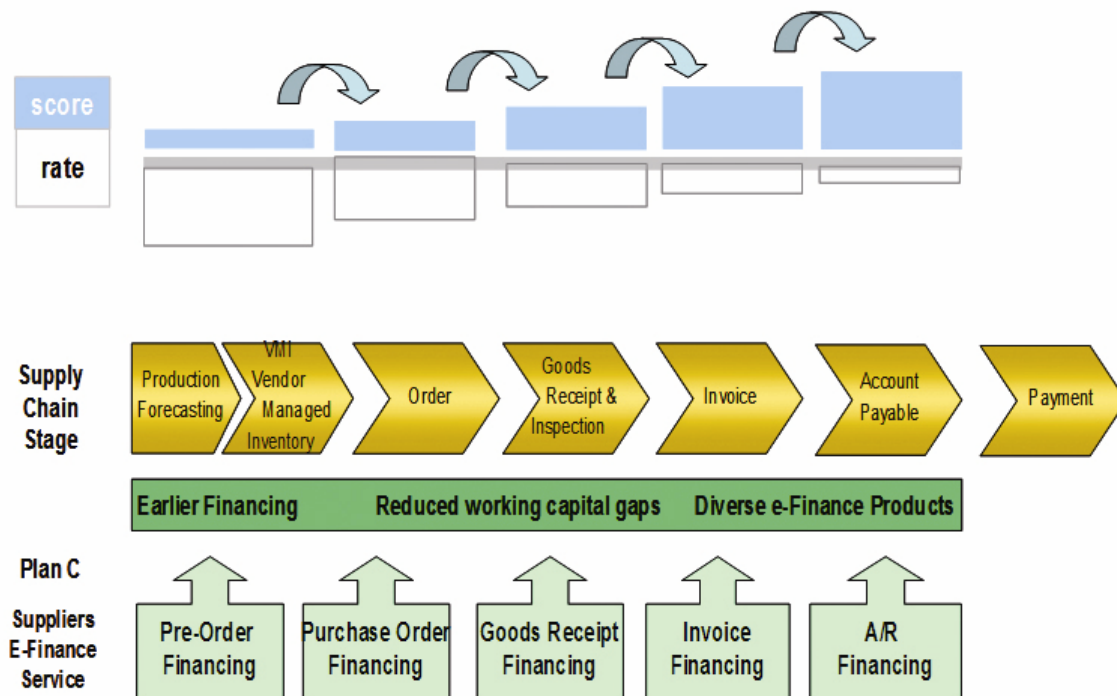 score
rate
Supply
Chain
Stage
Production
Forecasting
VMI
Vendor
Managed
Inventory
Order
Goods
Receipt &
Inspection
Invoice
Account
Payable
Payment
Earlier Financing Reduced working capital gaps Diverse e-Finance Products
Plan C
Suppliers
E-Finance
Service
Pre-Order
Financing
Purchase Order
Financing
Goods Receipt
Financing
Invoice
Financing
A/R
Financing